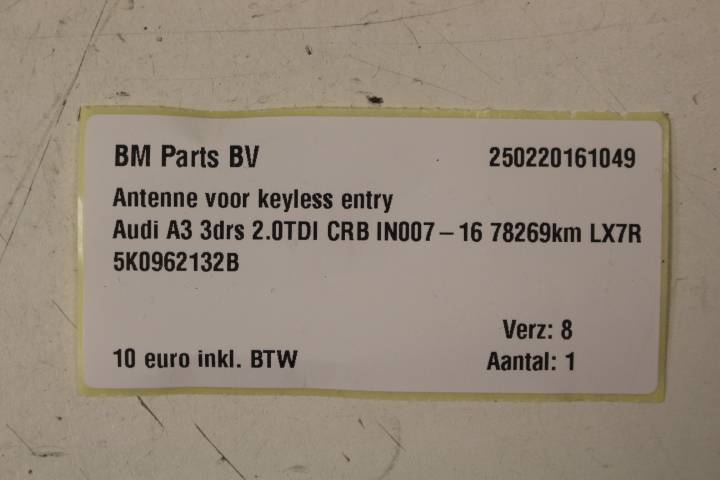 BM Parts BV 250220161049
Antenne voor keyless entry
Audi A3 3drs 2.0TDI CRB IN007 – 16 78269km LX7R
5K0962132B
Verz: 8
10 euro inkl. BTW Aantal: 1